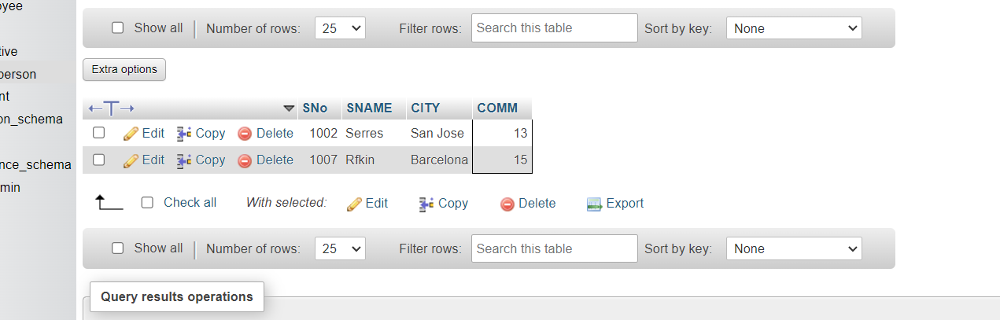 oyee
Show all Number of rows: 25 Filter rows: Search this table Sort by key: None
tive
Extra options
person
nt
SNo SNAME CITY COMM
on_schema
Edit Copy Delete 1002 Serres San Jose 13
Edit Copy Delete 1007 Rfkin Barcelona 15
nce_schema
min
Check all With selected: Edit Copy Delete Export
Show all Number of rows: 25 Filter rows: Search this table Sort by key: None
Query results operations